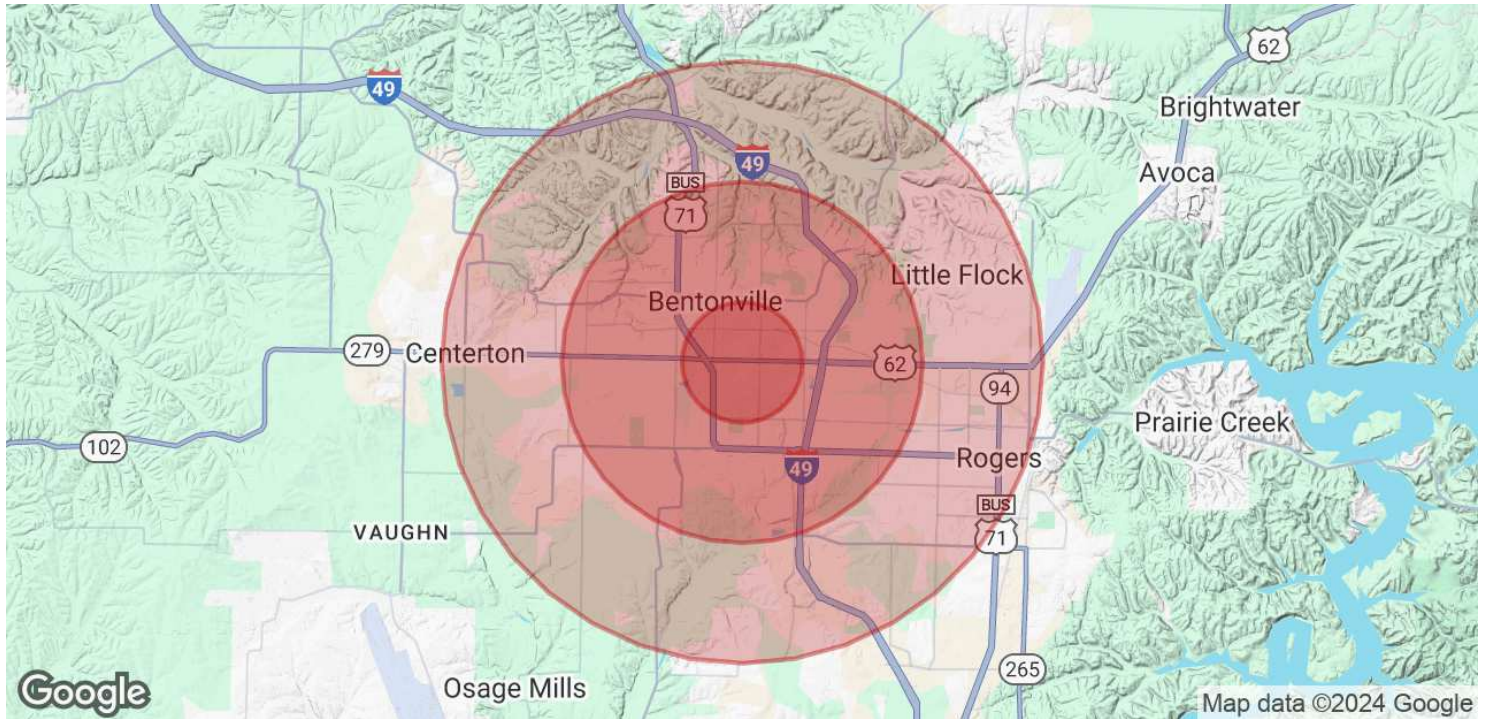 62
49
Brightwater
49
Avoca
BUS
71
Little Flock
Bentonville
279
Centerton
62
94
102
Prairie Creek
Rogers
49
BUS
VAUGHN
71
265
Osage Mills
Google
Map data ©2024 Google